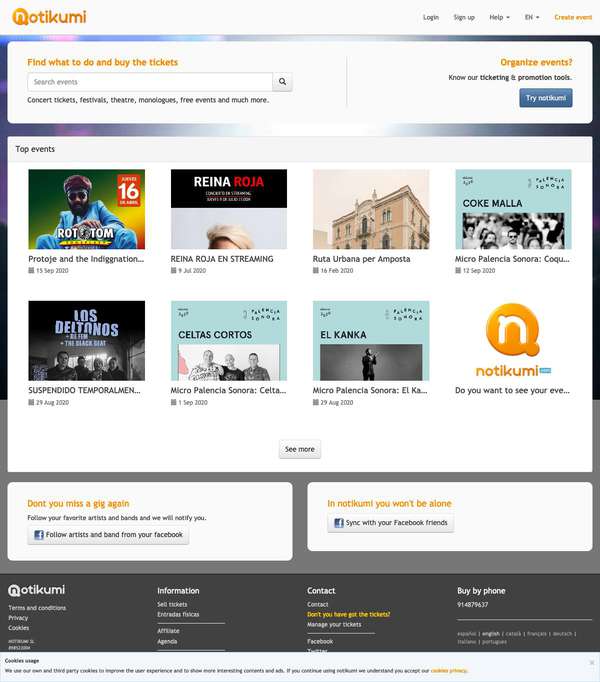 notikumi
Login
Sign up
Help
EN
Create event
Find what to do and buy the tickets
Search events
Concert tickets, festivals, theatre, monologues, free events and much more.
Organize events?
Know our ticketing & promotion tools.
Try notikumi
Top events
JUEVES
16
DE ABRIL
ROTOTOM
REINA ROJA
CONCIERTO EN STREAMING
JUEVES 9 DE JULIO 21:00H
PALENCIA
SONORA
COKE MALLA
Protoje and the Indiggnation...
15 Sep 2020
REINA ROJA EN STREAMING
9 Jul 2020
Ruta Urbana per Amposta
16 Feb 2020
Micro Palencia Sonora: Coqu...
12 Sep 2020
LOS
DELTONOS
+ GIL FEM
+ THE BLACK BEAT
PALENCIA
SONORA
CELTAS CORTOS
PALENCIA
SONORA
EL KANKA
notikumi.com
SUSPENDIDO TEMPORALMEN...
29 Aug 2020
Micro Palencia Sonora: Celta...
1 Sep 2020
Micro Palencia Sonora: El Ka...
29 Aug 2020
Do you want to see your eve...
See more
Dont you miss a gig again
Follow your favorite artists and bands and we will notify you.
Follow artists and band from your facebook
In notikumi you won't be alone
Sync with your Facebook friends
notikumi
Terms and conditions
Privacy
Cookies
NOTIKUMI SL
Information
Sell tickets
Entradas físicas
Affiliate
Agenda
Contact
Contact
Don't you have got the tickets?
Manage your tickets
Facebook
Twitter
Buy by phone
914879637
español | english | català | français | deutsch |
italiano | portugues
Cookies usage
We use our own and third party cookies to improve the user experience and to show more interesting contents and ads. If you continue using notikumi we understand you accept our cookies privacy.
×